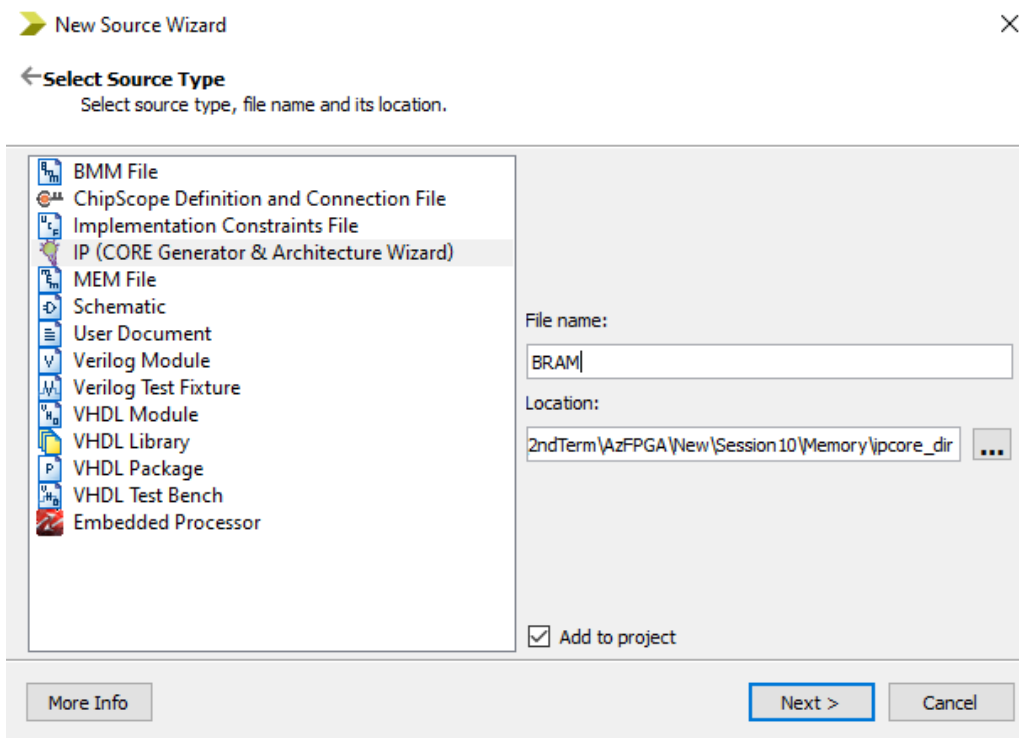 New Source Wizard
Select Source Type
Select source type, file name and its location.
BMM File
ChipScope Definition and Connection File
Implementation Constraints File
IP (CORE Generator & Architecture Wizard)
MEM File
Schematic
User Document
Verilog Module
Verilog Test Fixture
VHDL Module
VHDL Library
VHDL Package
VHDL Test Bench
Embedded Processor
File name:
BRAM
Location:
2ndTerm\AzFPGA\New\Session10\Memory\ipcore_dir
...
Add to project
More Info
Next >
Cancel